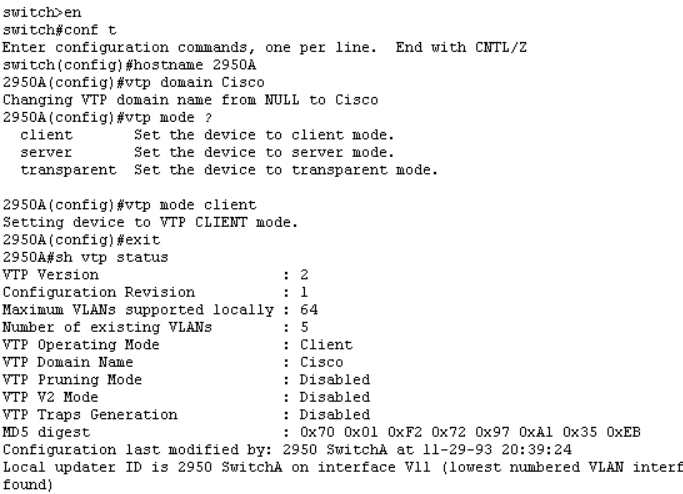 switch>en
switch#conf t
Enter configuration commands, one per line.  End with CNTL/Z
switch(config)#hostname 2950A
2950A(config)#vtp domain Cisco
Changing VTP domain name from NULL to Cisco
2950A(config)#vtp mode ?
  client       Set the device to client mode.
  server       Set the device to server mode.
  transparent  Set the device to transparent mode.
2950A(config)#vtp mode client
Setting device to VTP CLIENT mode.
2950A(config)#exit
2950A#sh vtp status
VTP Version                     : 2
Configuration Revision          : 1
Maximum VLANs supported locally : 64
Number of existing VLANs        : 5
VTP Operating Mode              : Client
VTP Domain Name                 : Cisco
VTP Pruning Mode                : Disabled
VTP V2 Mode                     : Disabled
VTP Traps Generation            : Disabled
MD5 digest                      : 0x70 0x01 0xF2 0x72 0x97 0xA1 0x35 0xEB
Configuration last modified by: 2950 SwitchA at 11-29-93 20:39:24
Local updater ID is 2950 SwitchA on interface Vl1 (lowest numbered VLAN interf
found)